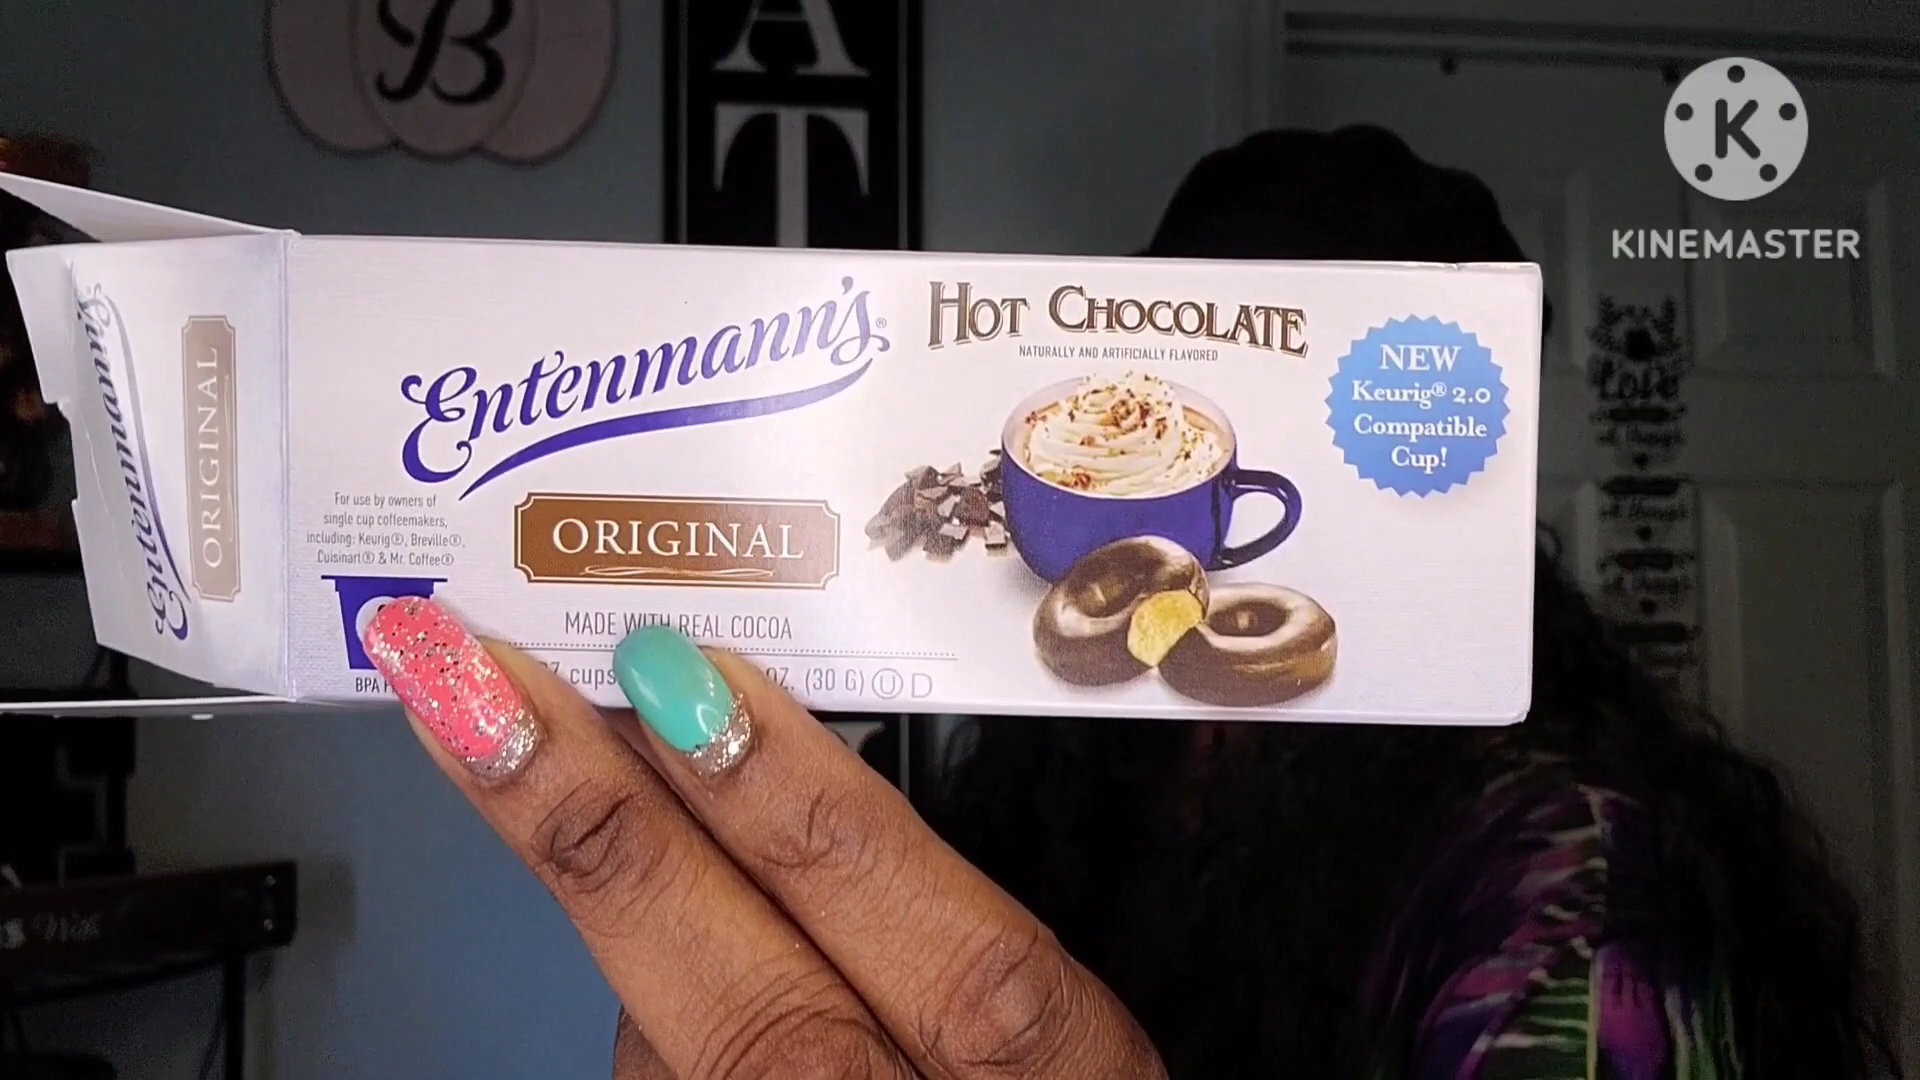 B
A
T
KINEMASTER
Entenmann's®
ORIGINAL
Entenmann's®
ORIGINAL
MADE WITH REAL COCOA
For use by owners of
single cup coffeemakers,
including: Keurig®, Breville®,
Cuisinart® & Mr. Coffee®
BPA
cups
OZ. (30 G) Ⓤ D
HOT CHOCOLATE
NATURALLY AND ARTIFICIALLY FLAVORED
NEW
Keurig® 2.0
Compatible
Cup!